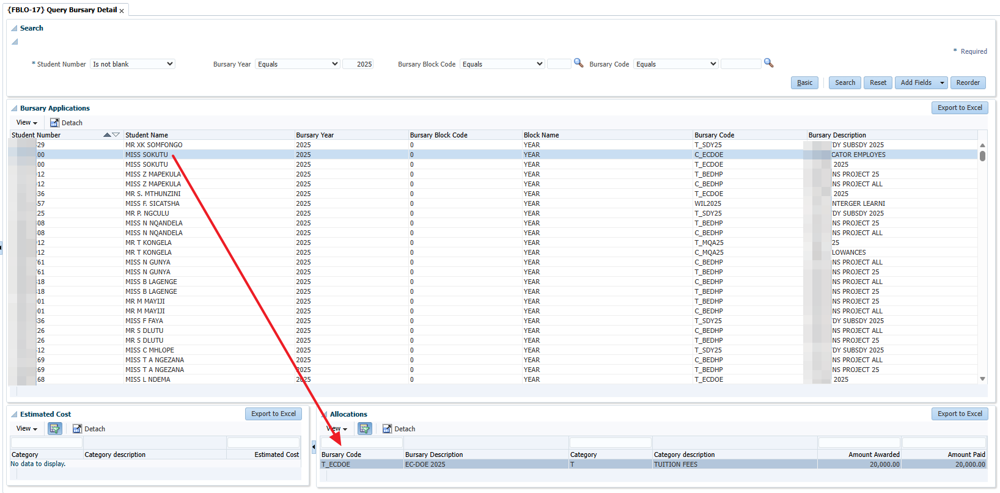 {FBLO-17} Query Bursary Detail ×
Search
* Required
* Student Number Is not blank Bursary Year Equals 2025 Bursary Block Code Equals Bursary Code Equals
Basic Search Reset Add Fields Reorder
Bursary Applications Export to Excel
View Detach
Student Number Student Name Bursary Year Bursary Block Code Block Name Bursary Code Bursary Description
29 MR XK SOMFONGO 2025 0 YEAR T_SDY25 DY SUBSDY 2025
00 MISS SOKUTU 2025 0 YEAR C_ECDOE CATOR EMPLOYES
00 MISS SOKUTU 2025 0 YEAR T_ECDOE 2025
12 MISS Z MAPEKULA 2025 0 YEAR T_BEDHP NS PROJECT 25
12 MISS Z MAPEKULA 2025 0 YEAR C_BEDHP NS PROJECT ALL
36 MR S. MTHUNZINI 2025 0 YEAR T_ECDOE 2025
57 MISS F. SICATSHA 2025 0 YEAR WIL2025 NTERGER LEARNI
25 MR P. NGCULU 2025 0 YEAR T_SDY25 DY SUBSDY 2025
08 MISS N NQANDELA 2025 0 YEAR T_BEDHP NS PROJECT 25
08 MISS N NQANDELA 2025 0 YEAR C_BEDHP NS PROJECT ALL
12 MR T KONGELA 2025 0 YEAR T_MQA25 25
12 MR T KONGELA 2025 0 YEAR C_MQA25 LOWANCES
61 MISS N GUNYA 2025 0 YEAR C_BEDHP NS PROJECT ALL
61 MISS N GUNYA 2025 0 YEAR T_BEDHP NS PROJECT 25
18 MISS B LAGENGE 2025 0 YEAR C_BEDHP NS PROJECT ALL
18 MISS B LAGENGE 2025 0 YEAR T_BEDHP NS PROJECT 25
01 MR M MAYIJI 2025 0 YEAR T_BEDHP NS PROJECT 25
01 MR M MAYIJI 2025 0 YEAR C_BEDHP NS PROJECT ALL
36 MISS F FAYA 2025 0 YEAR T_SDY25 DY SUBSDY 2025
26 MR S DLUTU 2025 0 YEAR C_BEDHP NS PROJECT ALL
26 MR S DLUTU 2025 0 YEAR T_BEDHP NS PROJECT 25
12 MISS C MHLOPE 2025 0 YEAR T_SDY25 DY SUBSDY 2025
69 MISS T A NGEZANA 2025 0 YEAR C_BEDHP NS PROJECT ALL
69 MISS T A NGEZANA 2025 0 YEAR T_BEDHP NS PROJECT 25
68 MISS L NDEMA 2025 0 YEAR T_ECDOE 2025
Estimated Cost Export to Excel
View Detach
Category Category description Estimated Cost
No data to display.
Allocations Export to Excel
View Detach
Bursary Code Bursary Description Category Category description Amount Awarded Amount Paid
T_ECDOE EC-DOE 2025 T TUITION FEES 20,000.00 20,000.00